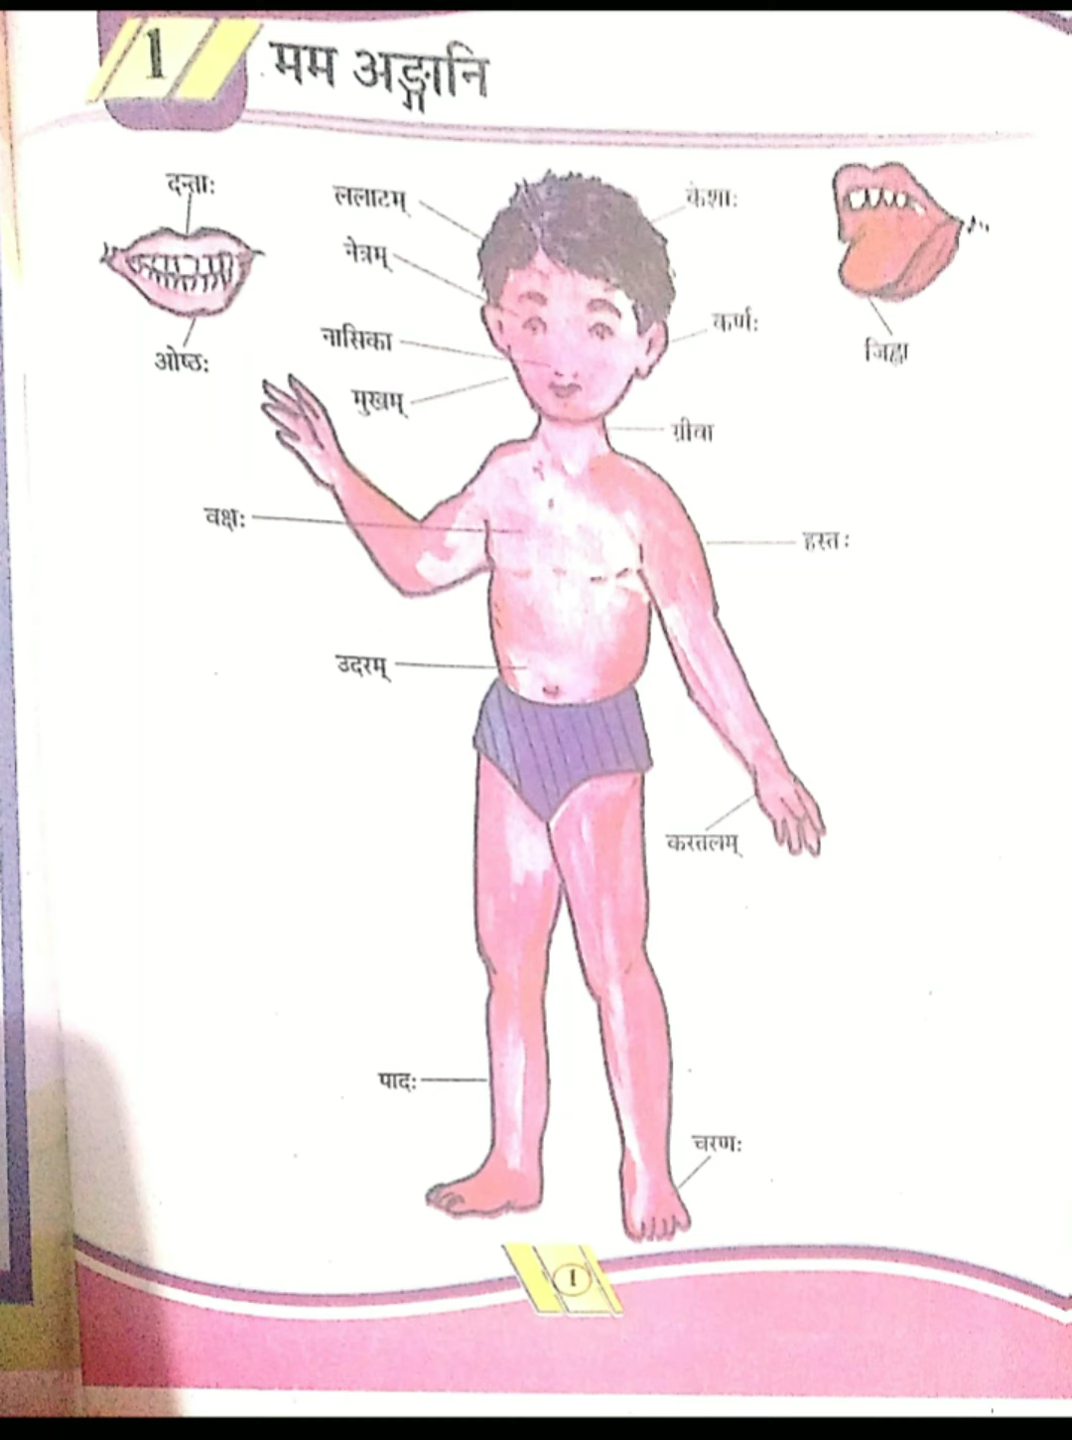 1
मम अङ्गानि
दन्ताः
ललाटम्
केशाः
नेत्रम्
कर्णः
नासिका
जिह्वा
ओष्ठः
मुखम्
ग्रीवा
वक्षः
हस्तः
उदरम्
करतलम्
पादः
चरणः
1